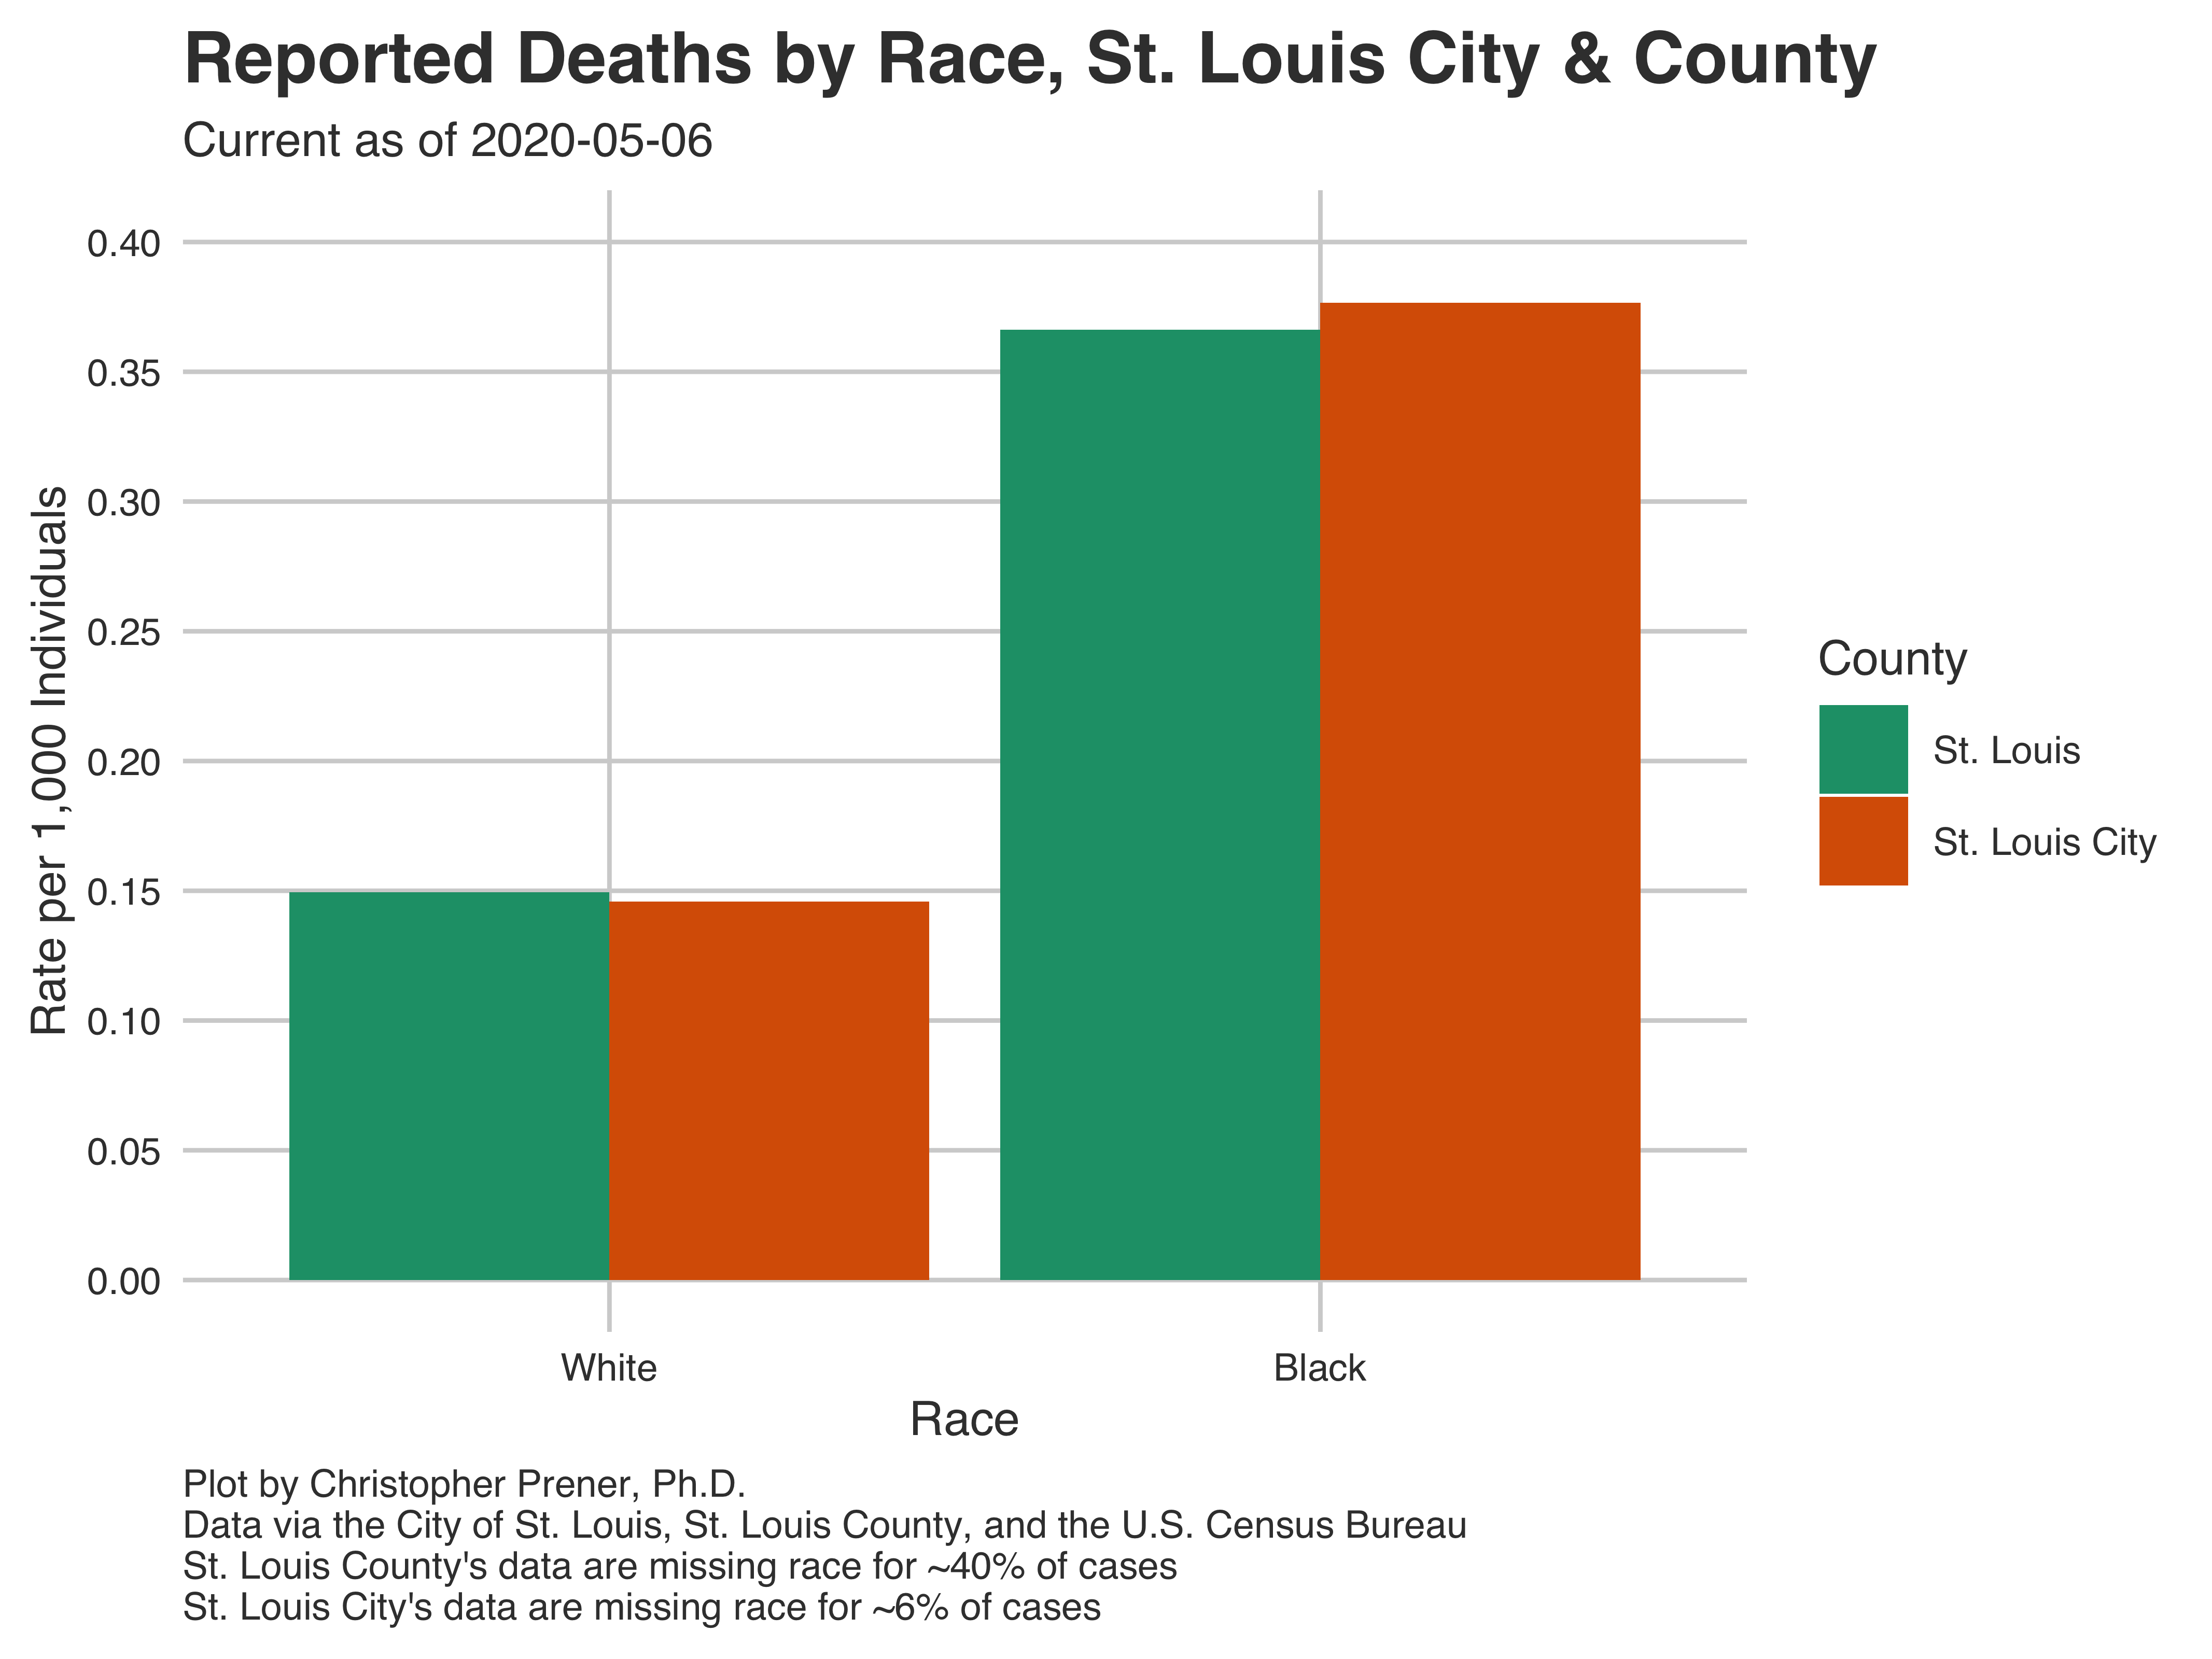 Reported Deaths by Race, St. Louis City & County
Current as of 2020-05-06
Rate per 1,000 Individuals
0.40
0.35
0.30
0.25
0.20
0.15
0.10
0.05
0.00
White
Black
Race
County
St. Louis
St. Louis City
Plot by Christopher Prener, Ph.D.
Data via the City of St. Louis, St. Louis County, and the U.S. Census Bureau
St. Louis County's data are missing race for ~40% of cases
St. Louis City's data are missing race for ~6% of cases